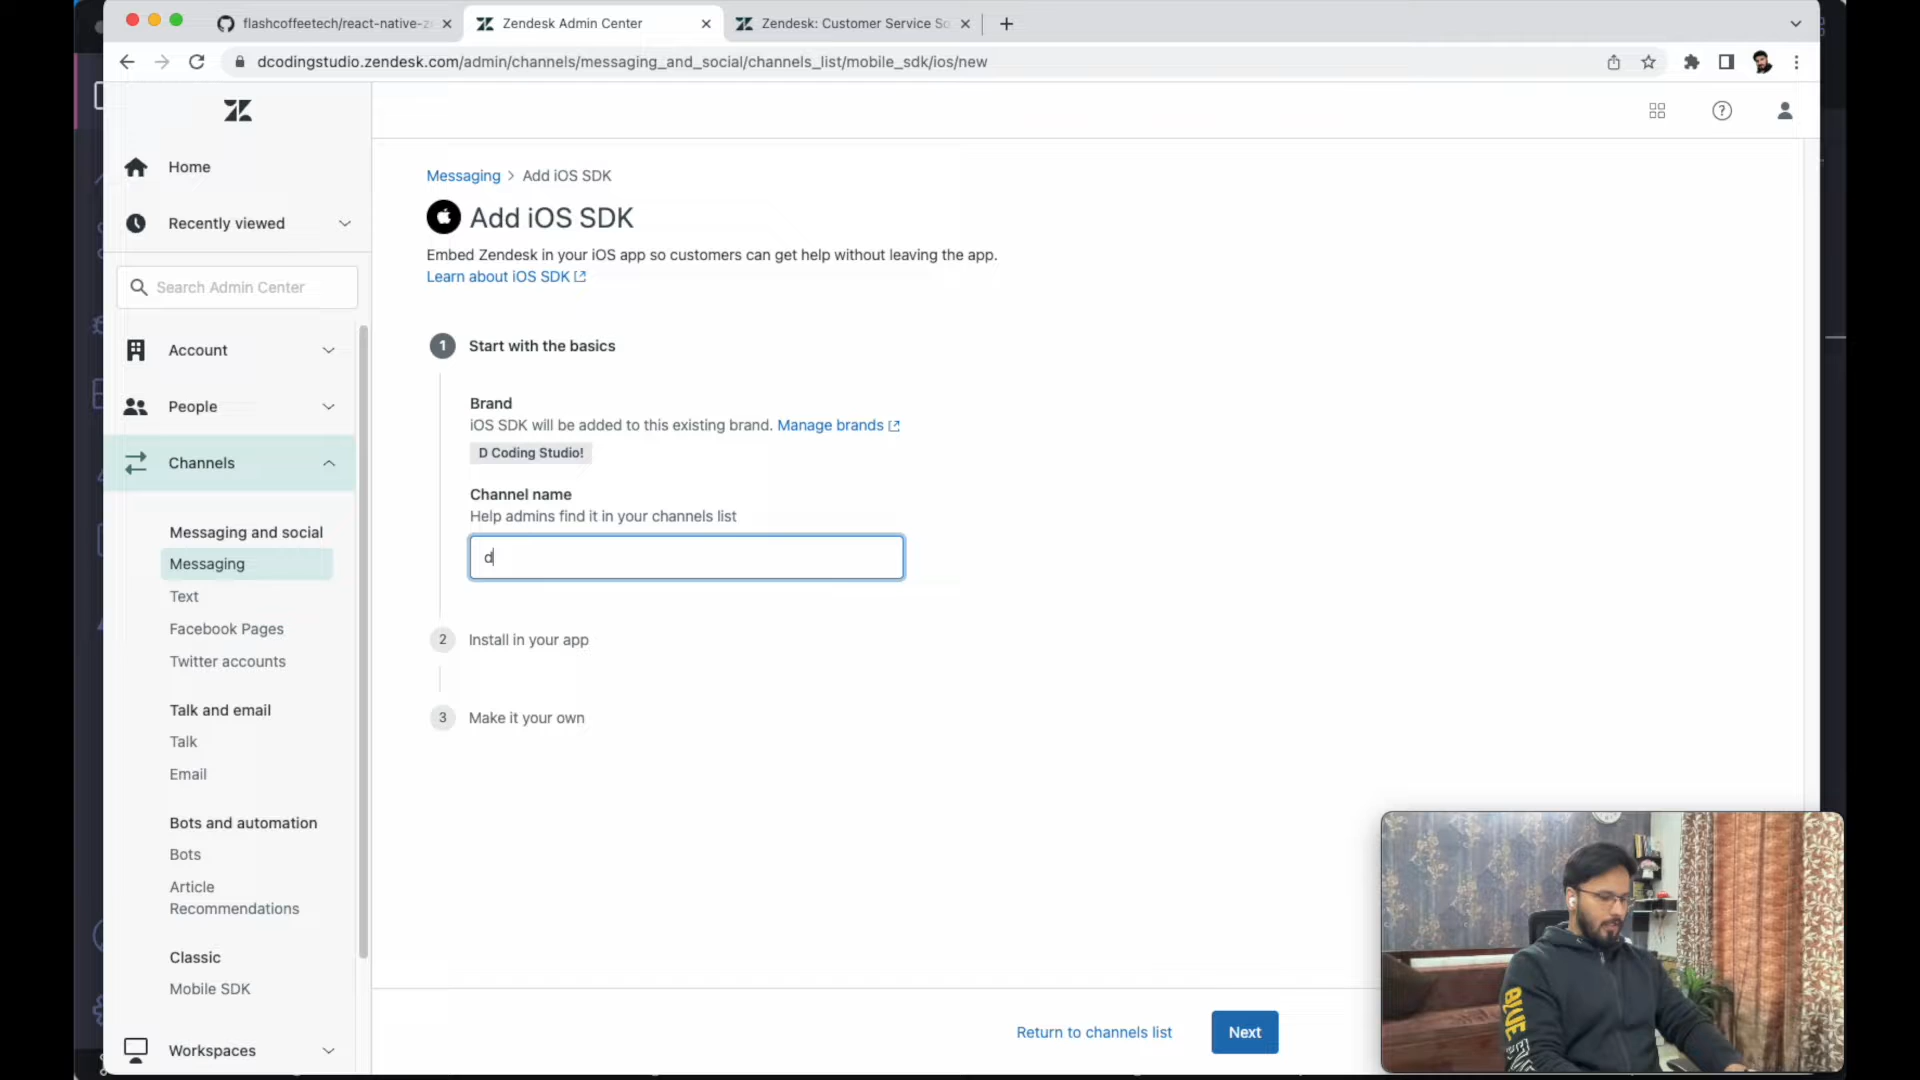 flashcoffeetech/react-native-z
Zendesk Admin Center
Zendesk: Customer Service So
dcodingstudio.zendesk.com/admin/channels/messaging_and_social/channels_list/mobile_sdk/ios/new
Home
Recently viewed
Search Admin Center
Account
People
Channels
Messaging and social
Messaging
Text
Facebook Pages
Twitter accounts
Talk and email
Talk
Email
Bots and automation
Bots
Article
Recommendations
Classic
Mobile SDK
Workspaces
Messaging > Add iOS SDK
Add iOS SDK
Embed Zendesk in your iOS app so customers can get help without leaving the app.
Learn about iOS SDK
1 Start with the basics
Brand
iOS SDK will be added to this existing brand. Manage brands
D Coding Studio!
Channel name
Help admins find it in your channels list
d
2 Install in your app
3 Make it your own
Return to channels list
Next
BLUE